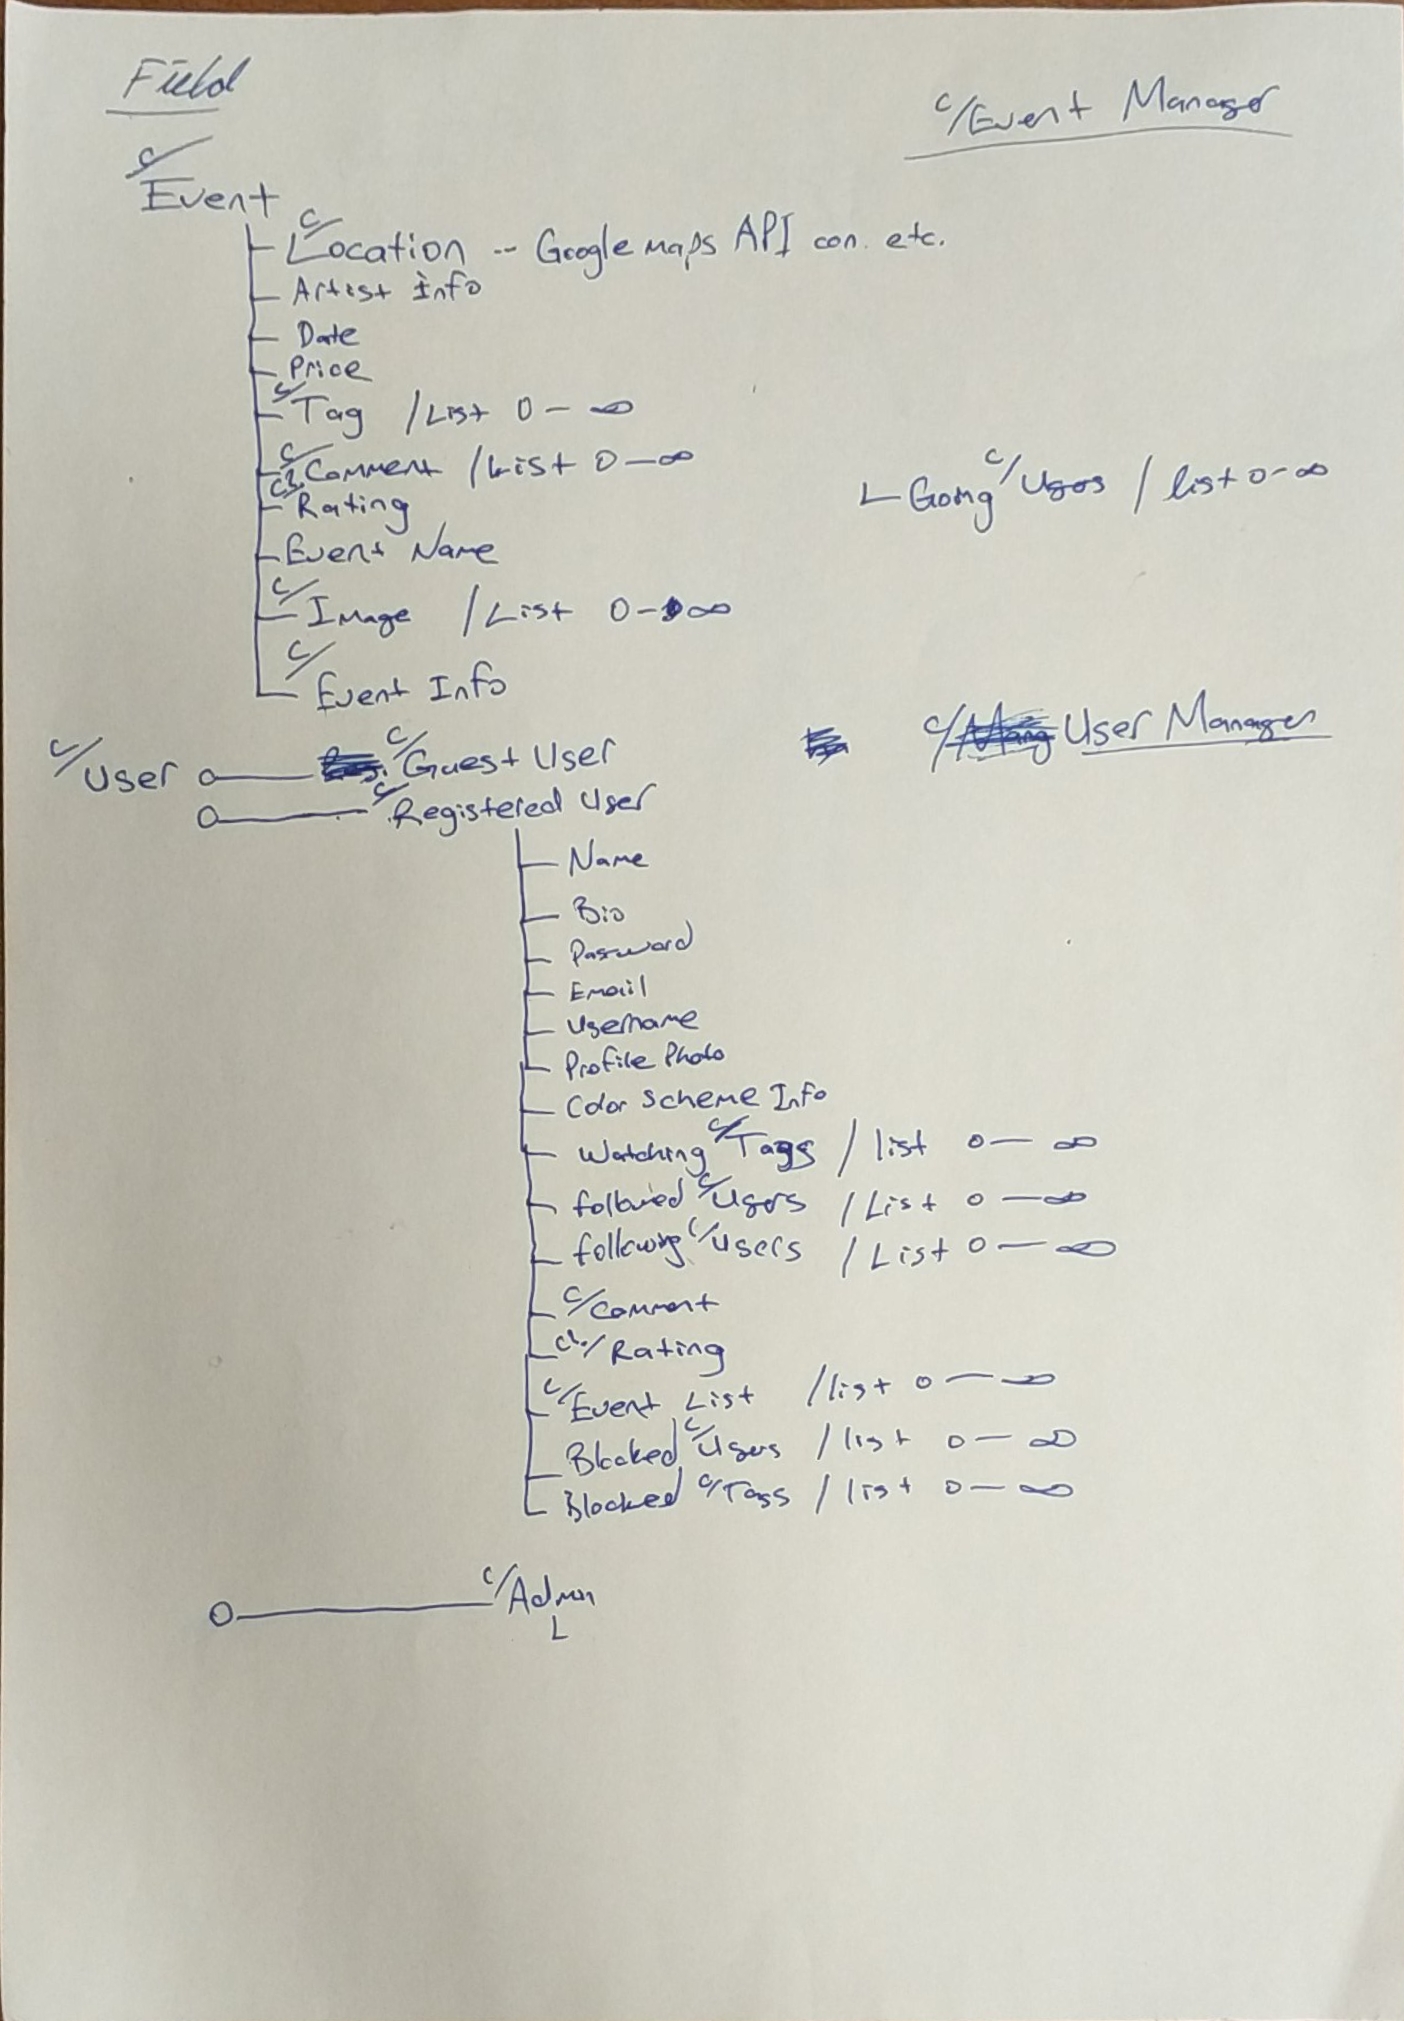 Field
c/Event Manager
c/Event
c/Location -- Google maps API con. etc.
Artist Info
Date
Price
c/Tag /List 0 - ∞
c/Comment /List 0 - ∞
Rating
Going c/Users / list 0-∞
Event Name
c/Image /List 0-∞
c/Event Info
c/User Manager
c/User
c/Guest User
c/Registered User
Name
Bio
Password
Email
Username
Profile Photo
Color Scheme Info
Watching c/Tags / list 0 - ∞
followed c/Users / List 0 - ∞
following c/Users / List 0 - ∞
c/Comment
Rating
c/Event List /list 0 - ∞
Blocked c/Users / list 0 - ∞
Blocked c/Tags / list 0 - ∞
c/Admin